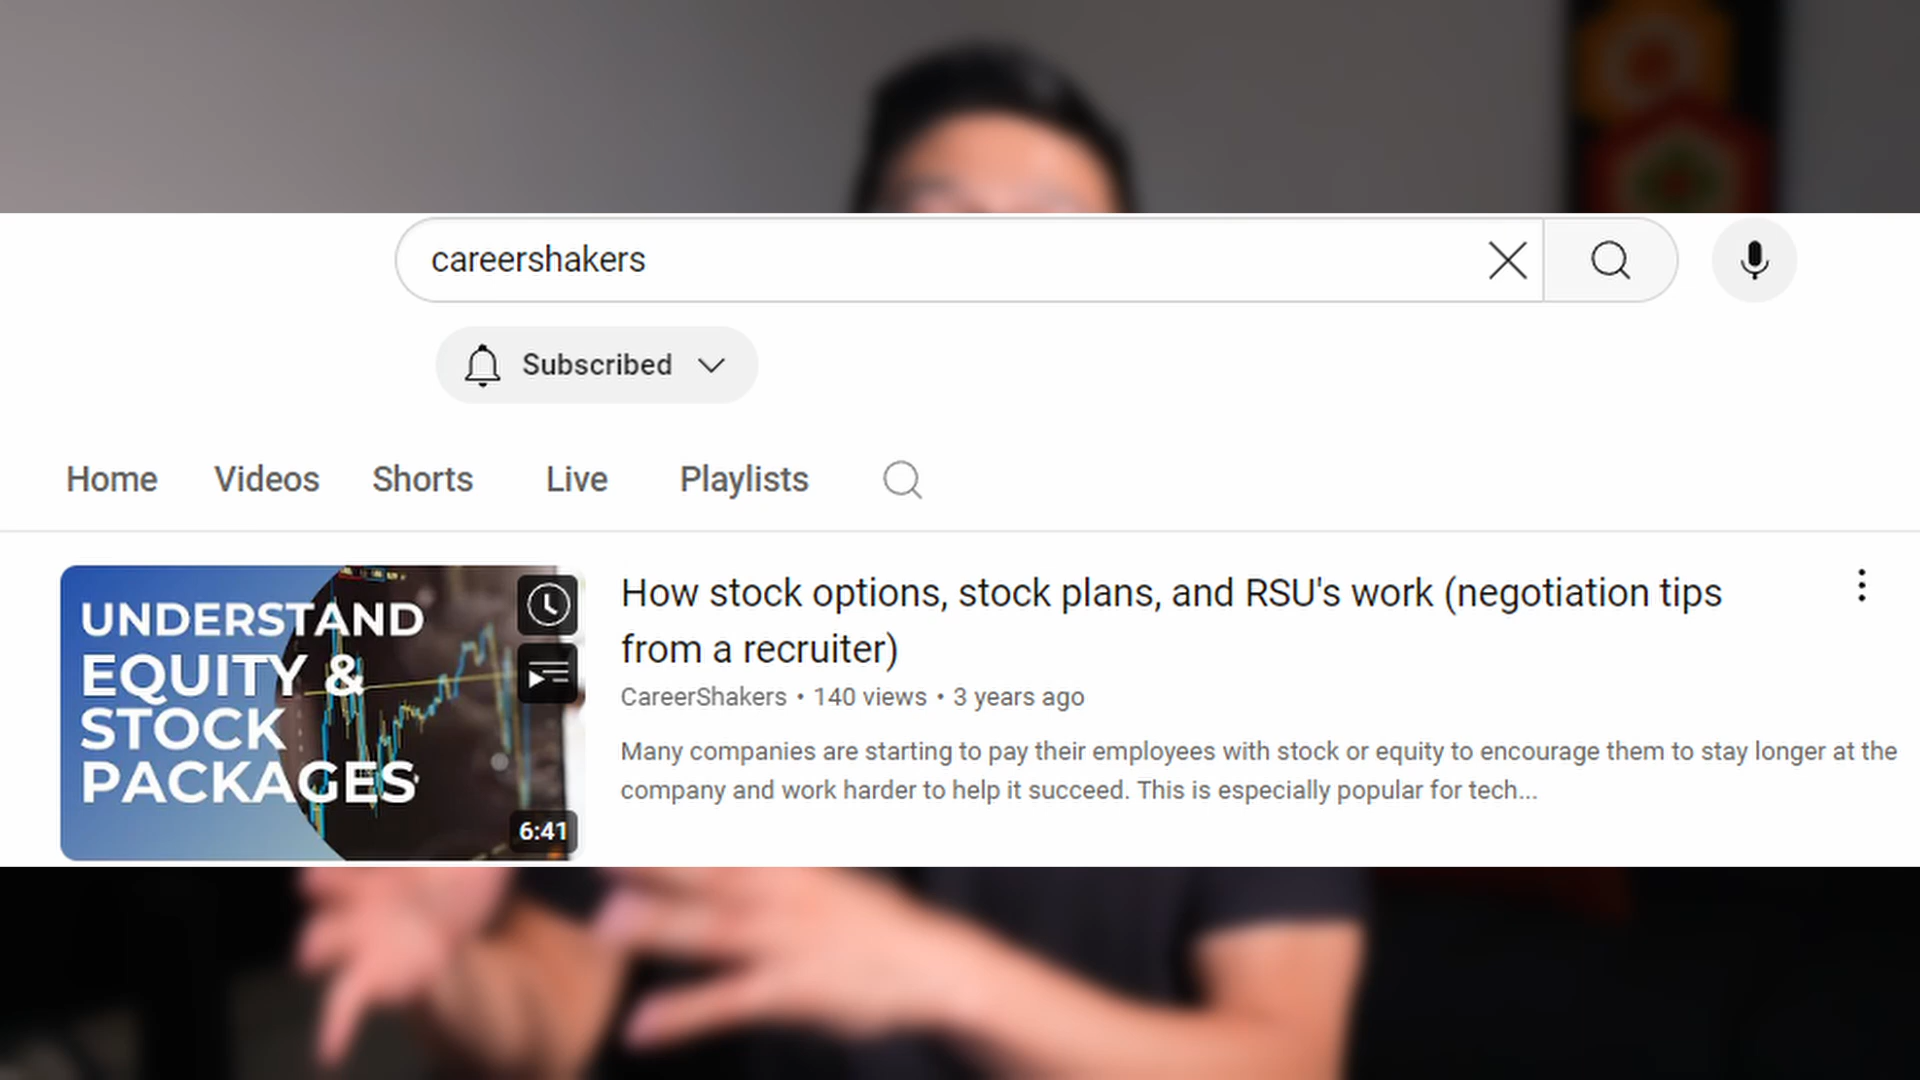 careershakers
Subscribed
Home Videos Shorts Live Playlists
UNDERSTAND
EQUITY &
STOCK
PACKAGES
6:41
How stock options, stock plans, and RSU's work (negotiation tips
from a recruiter)
CareerShakers • 140 views • 3 years ago
Many companies are starting to pay their employees with stock or equity to encourage them to stay longer at the
company and work harder to help it succeed. This is especially popular for tech...